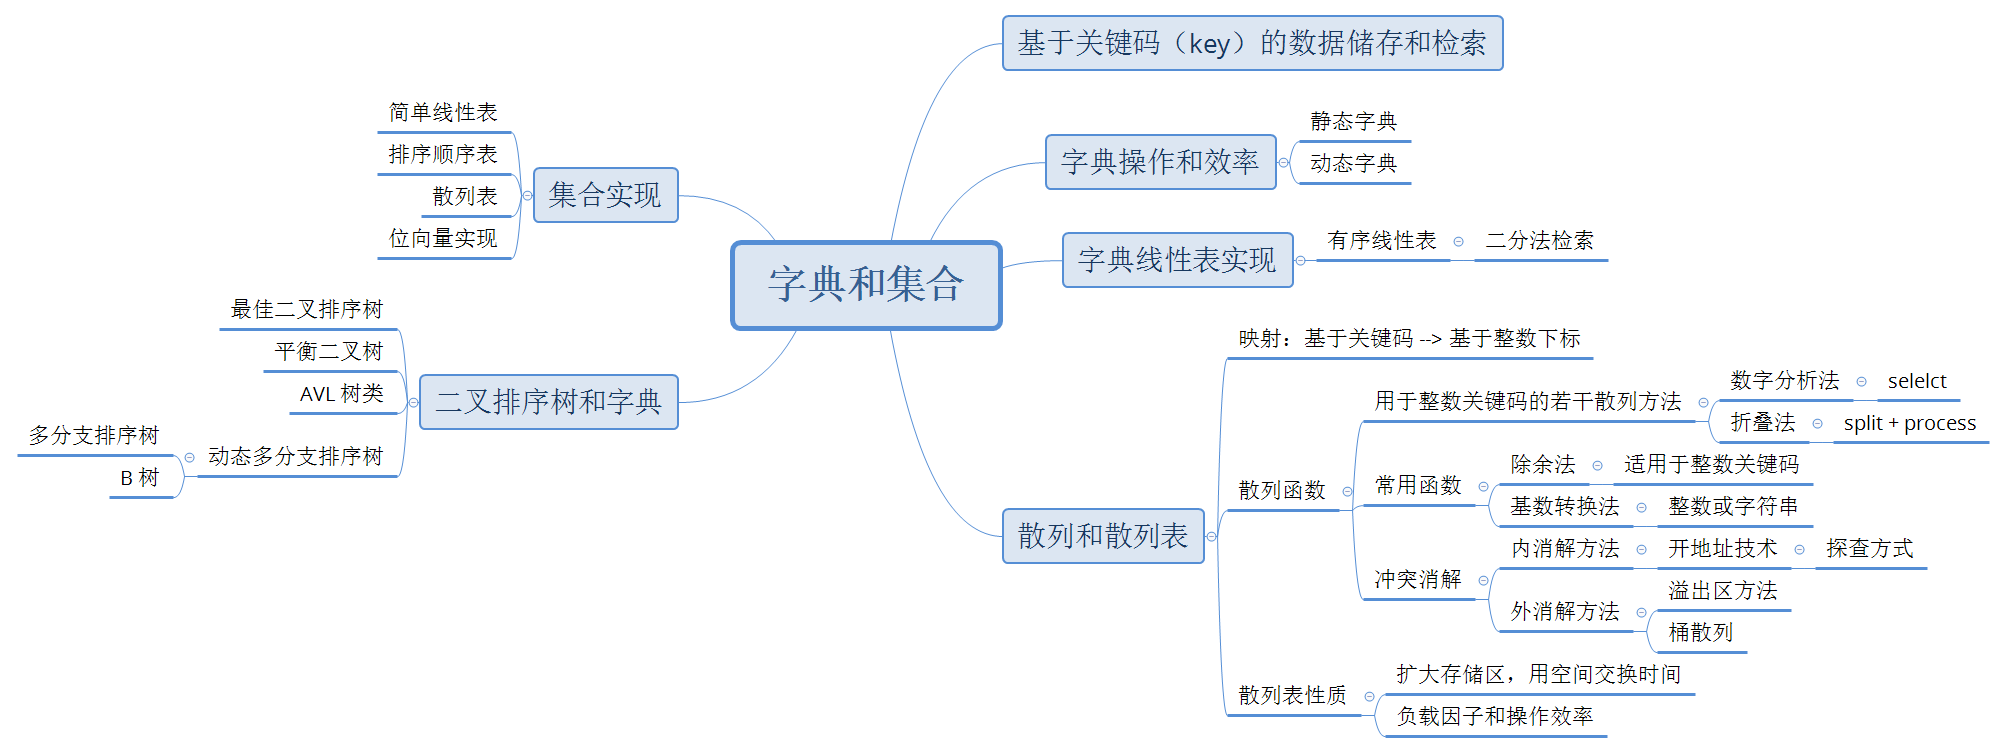 字典和集合
基于关键码（key）的数据储存和检索
字典操作和效率
静态字典
动态字典
字典线性表实现
有序线性表
二分法检索
散列和散列表
映射：基于关键码 --> 基于整数下标
散列函数
用于整数关键码的若干散列方法
数字分析法
selelct
折叠法
split + process
常用函数
除余法
适用于整数关键码
基数转换法
整数或字符串
冲突消解
内消解方法
开地址技术
探查方式
外消解方法
溢出区方法
桶散列
散列表性质
扩大存储区，用空间交换时间
负载因子和操作效率
集合实现
简单线性表
排序顺序表
散列表
位向量实现
二叉排序树和字典
最佳二叉排序树
平衡二叉树
AVL 树类
动态多分支排序树
多分支排序树
B 树